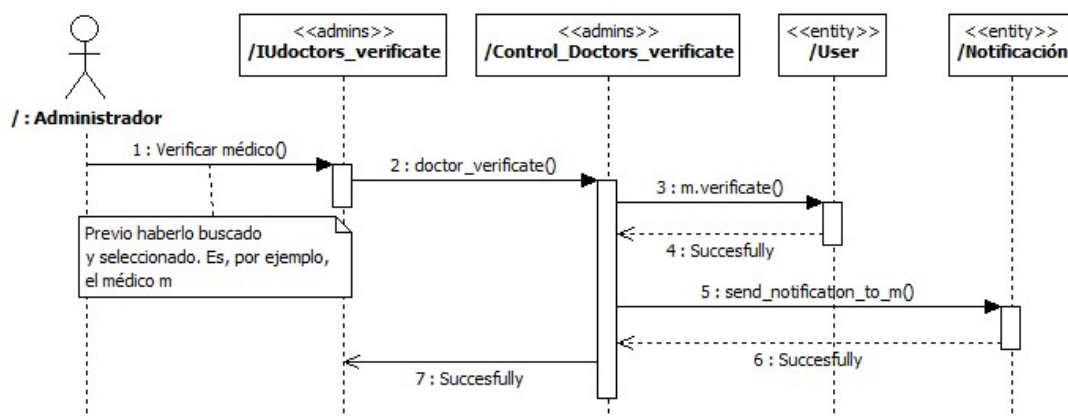 <<admins>>
/IUdoctors_verificate
<<admins>>
/Control_Doctors_verificate
<<entity>>
/User
<<entity>>
/Notificación
/ : Administrador
1 : Verificar médico()
2 : doctor_verificate()
3 : m.verificate()
Previo haberlo buscado
y seleccionado. Es, por ejemplo,
el médico m
4 : Succesfully
5 : send_notification_to_m()
6 : Succesfully
7 : Succesfully